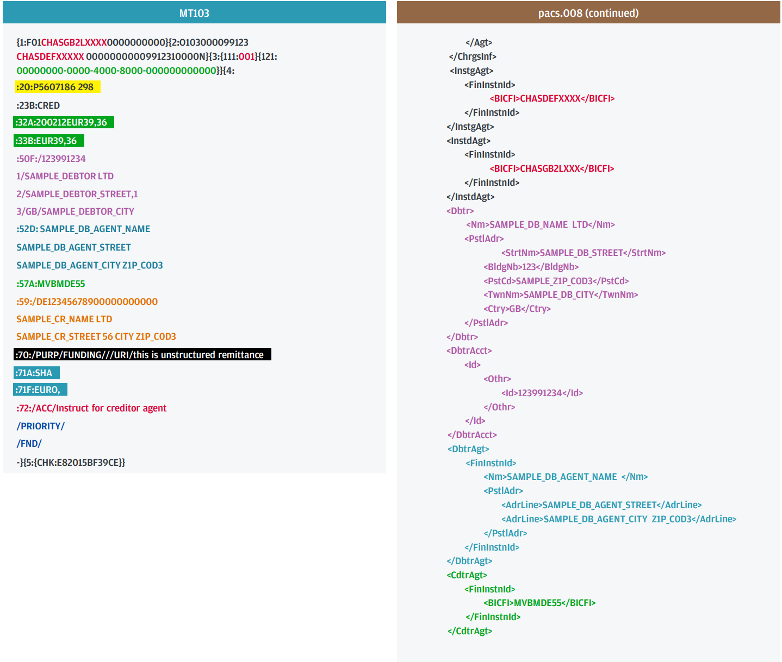 MT103
{1:F01CHASGB2LXXXX0000000000}{2:O103000099123
CHASDEFXXXXX 00000000009912310000N}{3:{111:001}{121:
00000000-0000-4000-8000-000000000000}}{4:
:20:P5607186 298
:23B:CRED
:32A:200212EUR39,36
:33B:EUR39,36
:50F:/123991234
1/SAMPLE_DEBTOR LTD
2/SAMPLE_DEBTOR_STREET,1
3/GB/SAMPLE_DEBTOR_CITY
:52D: SAMPLE_DB_AGENT_NAME
SAMPLE_DB_AGENT_STREET
SAMPLE_DB_AGENT_CITY Z1P_COD3
:57A:MVBMDE55
:59:/DE12345678900000000000
SAMPLE_CR_NAME LTD
SAMPLE_CR_STREET 56 CITY Z1P_COD3
:70:/PURP/FUNDING///URI/this is unstructured remittance
:71A:SHA
:71F:EURO,
:72:/ACC/Instruct for creditor agent
/PRIORITY/
/FND/
-}{5:{CHK:E82015BF39CE}}
pacs.008 (continued)
</Agt>
</ChrgsInf>
<InstgAgt>
<FinInstnId>
<BICFI>CHASDEFXXXX</BICFI>
</FinInstnId>
</InstgAgt>
<InstdAgt>
<FinInstnId>
<BICFI>CHASGB2LXXX</BICFI>
</FinInstnId>
</InstdAgt>
<Dbtr>
<Nm>SAMPLE_DB_NAME LTD</Nm>
<PstlAdr>
<StrtNm>SAMPLE_DB_STREET</StrtNm>
<BldgNb>123</BldgNb>
<PstCd>SAMPLE_Z1P_COD3</PstCd>
<TwnNm>SAMPLE_DB_CITY</TwnNm>
<Ctry>GB</Ctry>
</PstlAdr>
</Dbtr>
<DbtrAcct>
<Id>
<Othr>
<Id>123991234</Id>
</Othr>
</Id>
</DbtrAcct>
<DbtrAgt>
<FinInstnId>
<Nm>SAMPLE_DB_AGENT_NAME </Nm>
<PstlAdr>
<AdrLine>SAMPLE_DB_AGENT_STREET</AdrLine>
<AdrLine>SAMPLE_DB_AGENT_CITY Z1P_COD3</AdrLine>
</PstlAdr>
</FinInstnId>
</DbtrAgt>
<CdtrAgt>
<FinInstnId>
<BICFI>MVBMDE55</BICFI>
</FinInstnId>
</CdtrAgt>